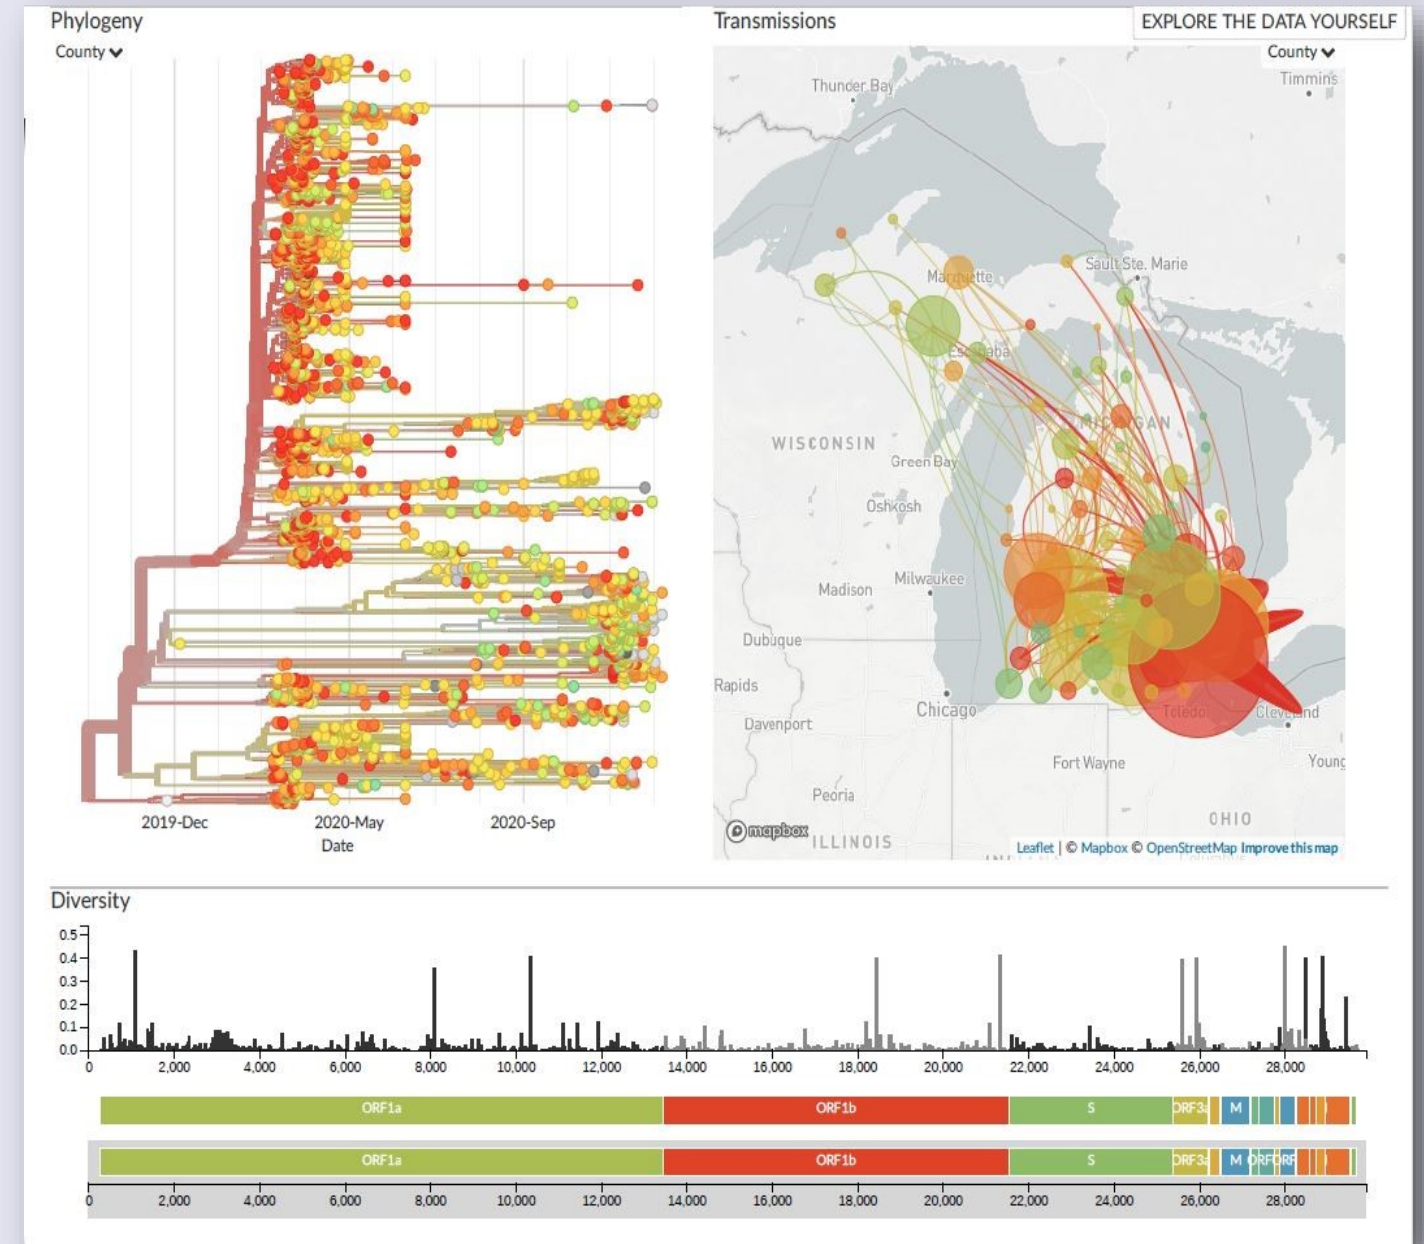 Phylogeny
County
2019-Dec 2020-May 2020-Sep
Date
Transmissions
EXPLORE THE DATA YOURSELF
County
Timmins
Thunder Bay
Sault Ste. Marie
Marquette
Escanaba
MICHIGAN
WISCONSIN
Green Bay
Oshkosh
Milwaukee
Madison
Dubuque
Rapids
Chicago
Toledo
Cleveland
Davenport
Fort Wayne
Young
Peoria
OHIO
mapbox
ILLINOIS
Leaflet | © Mapbox © OpenStreetMap Improve this map
Diversity
0.5
0.4
0.3
0.2
0.1
0.0
0 2,000 4,000 6,000 8,000 10,000 12,000 14,000 16,000 18,000 20,000 22,000 24,000 26,000 28,000
ORF1a ORF1b S ORF3a M
ORF1a ORF1b S ORF3a M ORF ORF
0 2,000 4,000 6,000 8,000 10,000 12,000 14,000 16,000 18,000 20,000 22,000 24,000 26,000 28,000